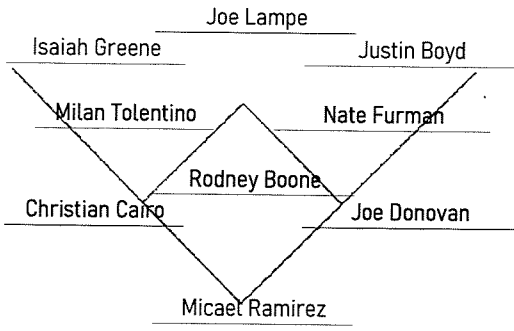 Joe Lampe
Isaiah Greene
Justin Boyd
Milan Tolentino
Nate Furman
Rodney Boone
Christian Cairo
Joe Donovan
Micael Ramirez